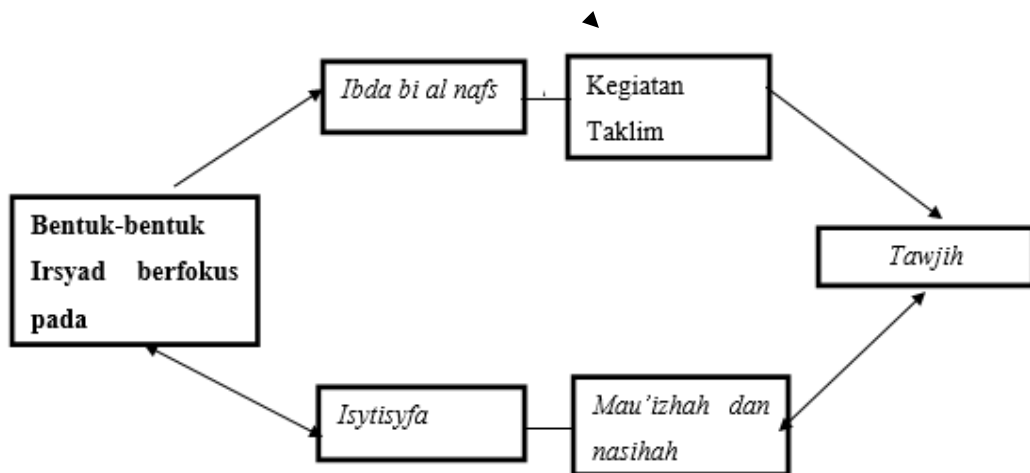 Ibda bi al nafs
Kegiatan
Taklim
Bentuk-bentuk
Irsyad berfokus
pada
Tawjih
Isytisyfa
Mau'izhah dan
nasihah